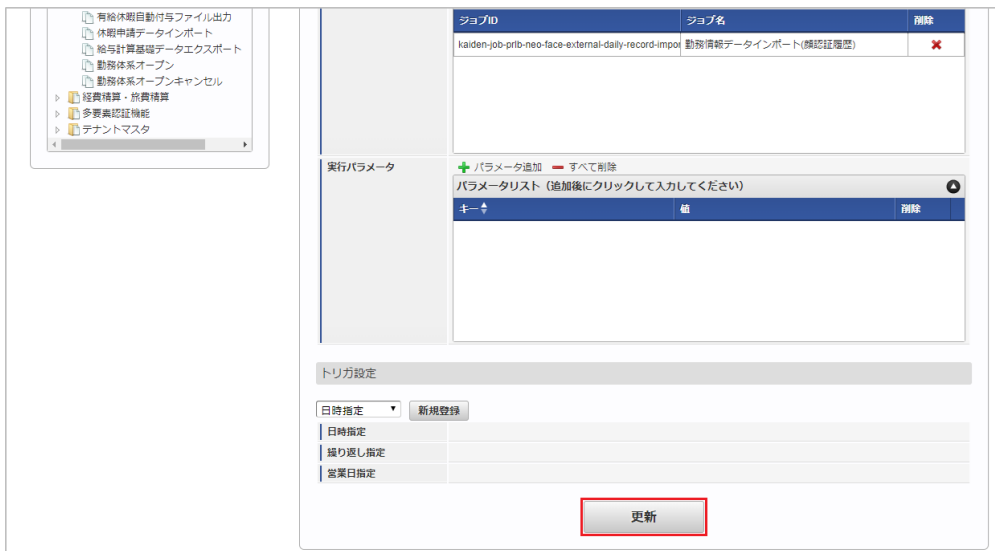 有給休暇自動付与ファイル出力
休暇申請データインポート
給与計算基礎データエクスポート
勤務体系オープン
勤務体系オープンキャンセル
経費精算・旅費精算
多要素認証機能
テナントマスタ
ジョブID ジョブ名 削除
kaiden-job-prlb-neo-face-external-daily-record-impor 勤務情報データインポート(顔認証履歴)
実行パラメータ パラメータ追加 すべて削除
パラメータリスト（追加後にクリックして入力してください）
キー 値 削除
トリガ設定
日時指定 新規登録
日時指定
繰り返し指定
営業日指定
更新